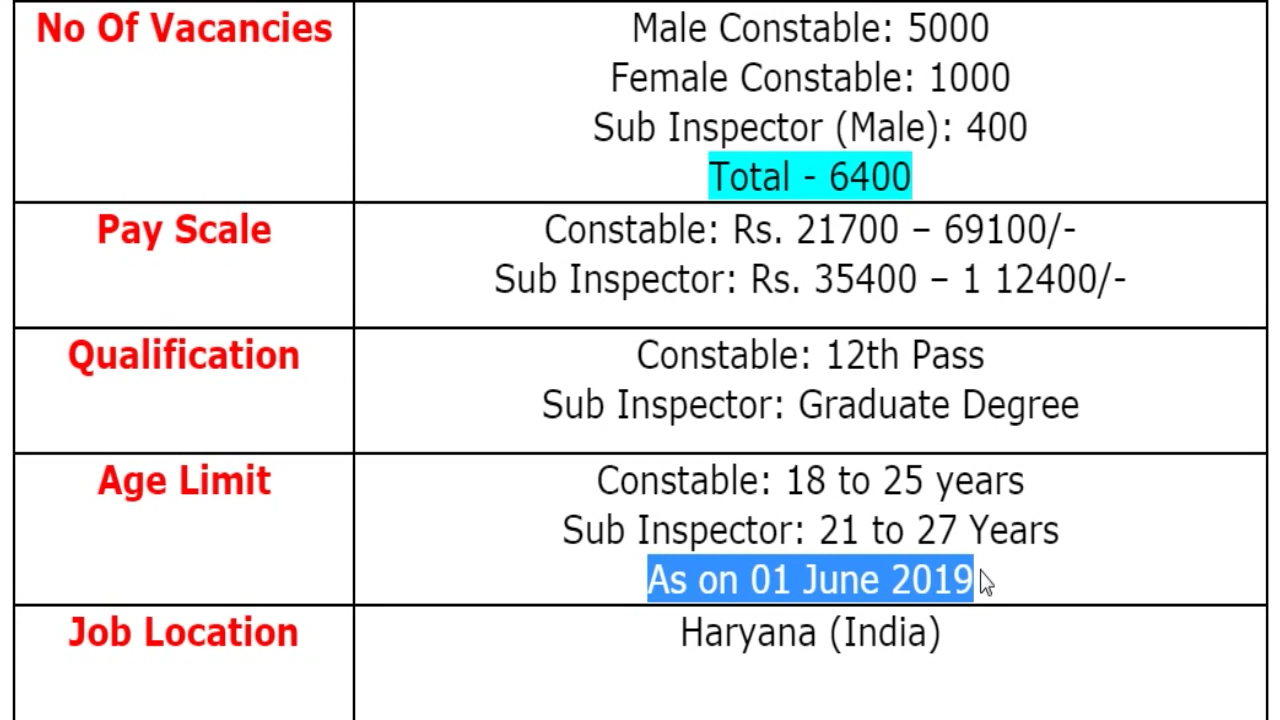 No Of Vacancies
Male Constable: 5000
Female Constable: 1000
Sub Inspector (Male): 400
Total - 6400
Pay Scale
Constable: Rs. 21700 – 69100/-
Sub Inspector: Rs. 35400 – 1 12400/-
Qualification
Constable: 12th Pass
Sub Inspector: Graduate Degree
Age Limit
Constable: 18 to 25 years
Sub Inspector: 21 to 27 Years
As on 01 June 2019
Job Location
Haryana (India)